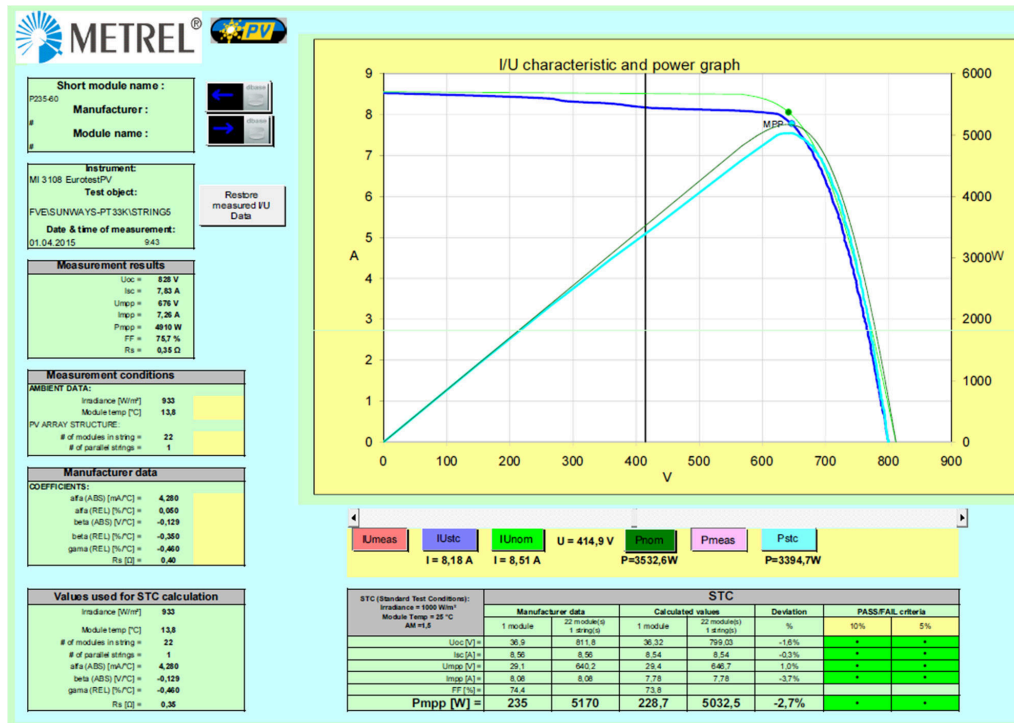 METREL®
PV
Short module name :
P235-60
Manufacturer :
#
Module name :
#
dbase
dbase
Instrument:
MI 3108 EurotestPV
Test object:
FVE\SUNWAYS-PT33K\STRING5
Date & time of measurement:
01.04.2015 9:43
Restore
measured I/U
Data
Measurement results
Uoc = 828 V
Isc = 7,83 A
Umpp = 676 V
Impp = 7,26 A
Pmpp = 4910 W
FF = 75,7 %
Rs = 0,35 Ω
Measurement conditions
AMBIENT DATA:
Irradiance [W/m²] 933
Module temp [°C] 13,8
PV ARRAY STRUCTURE:
# of modules in string = 22
# of parallel strings = 1
Manufacturer data
COEFFICIENTS:
alfa (ABS) [mA/°C] = 4,280
alfa (REL) [%/°C] = 0,050
beta (ABS) [V/°C] = -0,129
beta (REL) [%/°C] = -0,350
gama (REL) [%/°C] = -0,460
Rs [Ω] = 0,40
Values used for STC calculation
Irradiance [W/m²] 933
Module temp [°C] 13,8
# of modules in string = 22
# of parallel strings = 1
alfa (ABS) [mA/°C] = 4,280
beta (ABS) [V/°C] = -0,129
gama (REL) [%/°C] = -0,460
Rs [Ω] = 0,35
I/U characteristic and power graph
9 6000
8
MPP
5000
7
6 4000
5
A 3000 W
4
3 2000
2
1000
1
0 0
0 100 200 300 400 500 600 700 800 900
V
IUmeas IUstc IUnom U = 414,9 V Pnom Pmeas Pstc
I = 8,18 A I = 8,51 A P=3532,6W P=3394,7W
STC (Standard Test Conditions):
Irradiance = 1000 W/m²
Module Temp = 25 °C
AM =1,5
STC
Manufacturer data Calculated values Deviation PASS/FAIL criteria
1 module 22 module(s) 1 string(s) 1 module 22 module(s) 1 string(s) % 10% 5%
Uoc [V] = 36,9 811,8 36,32 799,03 -1,6% • •
Isc [A] = 8,56 8,56 8,54 8,54 -0,3% • •
Umpp [V] = 29,1 640,2 29,4 646,7 1,0% • •
Impp [A] = 8,08 8,08 7,78 7,78 -3,7% • •
FF [%] = 74,4 73,8
Pmpp [W] = 235 5170 228,7 5032,5 -2,7% • •